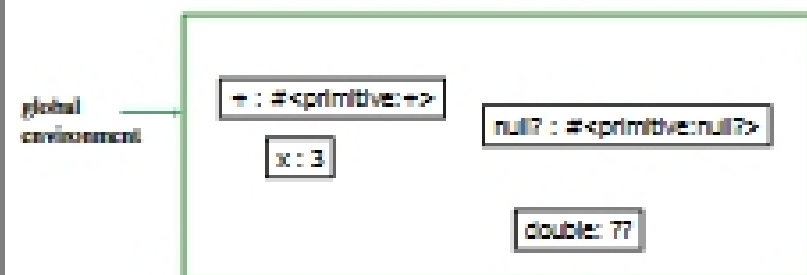 global
environment
+ : #<primitive:+>
null? : #<primitive:null?>
x : 3
double: ??